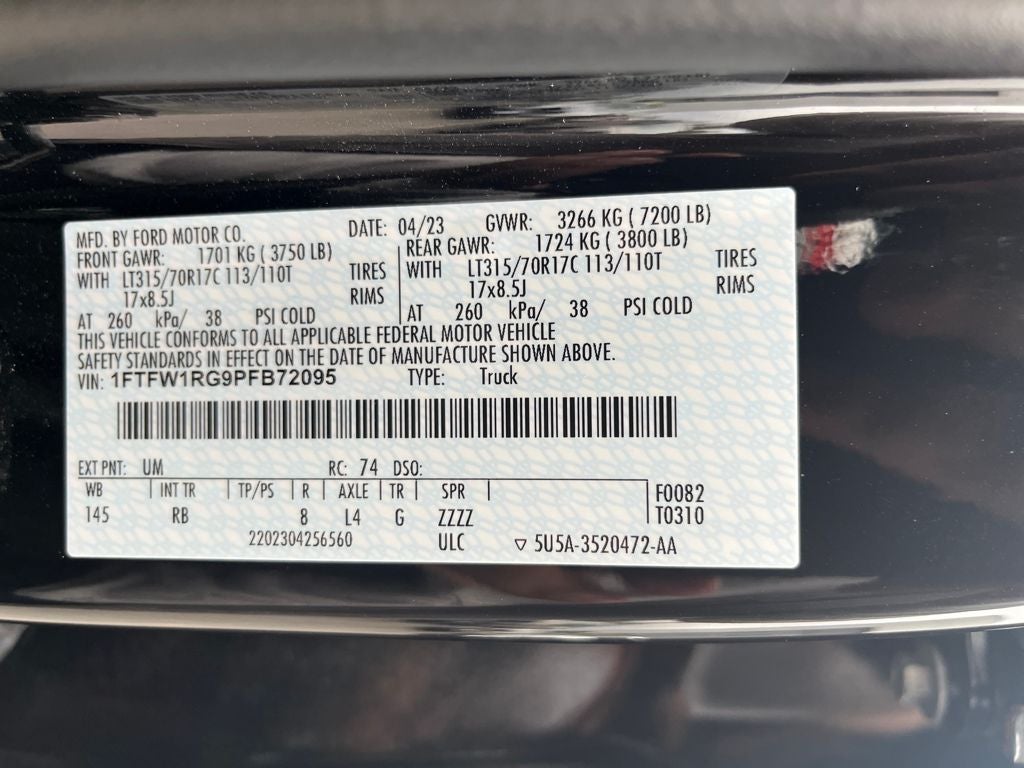 MFD. BY FORD MOTOR CO. DATE: 04/23 GVWR: 3266 KG ( 7200 LB)
FRONT GAWR: 1701 KG ( 3750 LB) REAR GAWR: 1724 KG ( 3800 LB)
WITH LT315/70R17C 113/110T TIRES WITH LT315/70R17C 113/110T TIRES
17x8.5J RIMS 17x8.5J RIMS
AT 260 kPa/ 38 PSI COLD AT 260 kPa/ 38 PSI COLD
THIS VEHICLE CONFORMS TO ALL APPLICABLE FEDERAL MOTOR VEHICLE
SAFETY STANDARDS IN EFFECT ON THE DATE OF MANUFACTURE SHOWN ABOVE.
VIN: 1FTFW1RG9PFB72095 TYPE: Truck
EXT PNT: UM RC: 74 DSO:
WB INT TR TP/PS R AXLE TR SPR F0082
145 RB 8 L4 G ZZZZ T0310
2202304256560 ULC ▽ 5U5A-3520472-AA